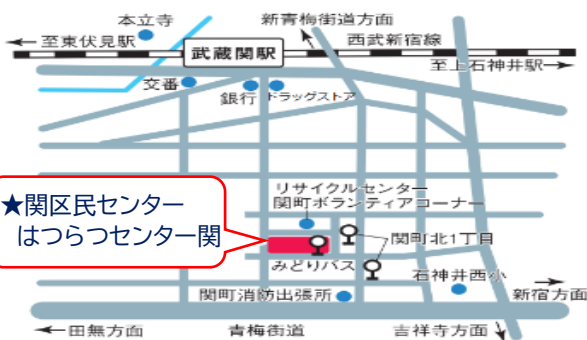 本立寺
新青梅街道方面
←至東伏見駅
武蔵関駅
西武新宿線
至上石神井駅→
交番
銀行
ドラッグストア
リサイクルセンター
関町ボランティアコーナー
★関区民センター
はつらつセンター関
関町北1丁目
みどりバス
石神井西小
新宿方面
関町消防出張所
←田無方面
青梅街道
吉祥寺方面